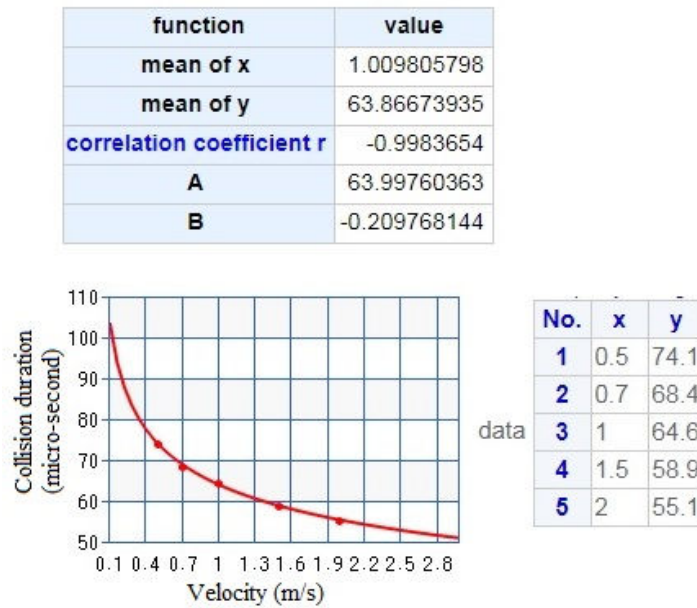 function value
mean of x 1.009805798
mean of y 63.86673935
correlation coefficient r -0.9983654
A 63.99760363
B -0.209768144
Collision duration
(micro-second)
110
100
90
80
70
60
50
0.1 0.4 0.7 1 1.3 1.6 1.9 2.2 2.5 2.8
Velocity (m/s)
data
No. x y
1 0.5 74.1
2 0.7 68.4
3 1 64.6
4 1.5 58.9
5 2 55.1